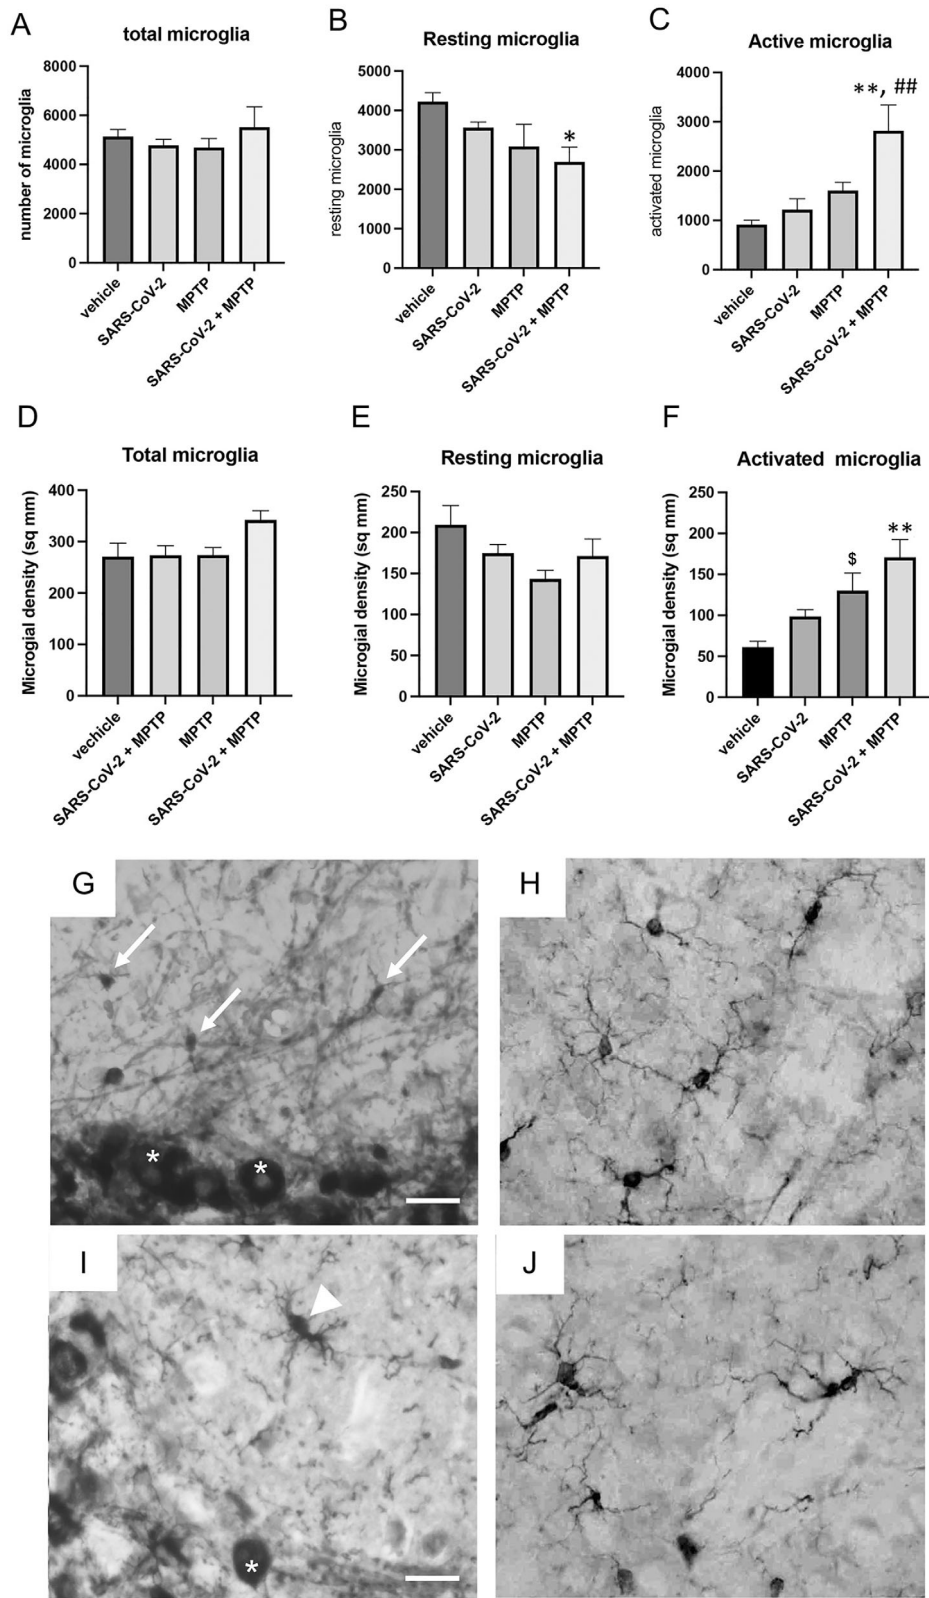 A
total microglia
number of microglia
8000
6000
4000
2000
0
vehicle
SARS-CoV-2
MPTP
SARS-CoV-2 + MPTP
B
Resting microglia
resting microglia
5000
4000
3000
2000
1000
0
*
vehicle
SARS-CoV-2
MPTP
SARS-CoV-2 + MPTP
C
Active microglia
activated microglia
4000
3000
2000
1000
0
**, ##
vehicle
SARS-CoV-2
MPTP
SARS-CoV-2 + MPTP
D
Total microglia
Microglial density (sq mm)
400
300
200
100
0
vechicle
SARS-CoV-2 + MPTP
MPTP
SARS-CoV-2 + MPTP
E
Resting microglia
Microgial density (sq mm)
250
200
150
100
50
0
vehicle
SARS-CoV-2
MPTP
SARS-CoV-2 + MPTP
F
Activated microglia
Microgial density (sq mm)
250
200
150
100
50
0
$
**
vehicle
SARS-CoV-2
MPTP
SARS-CoV-2 + MPTP
G
*
*
H
I
*
J